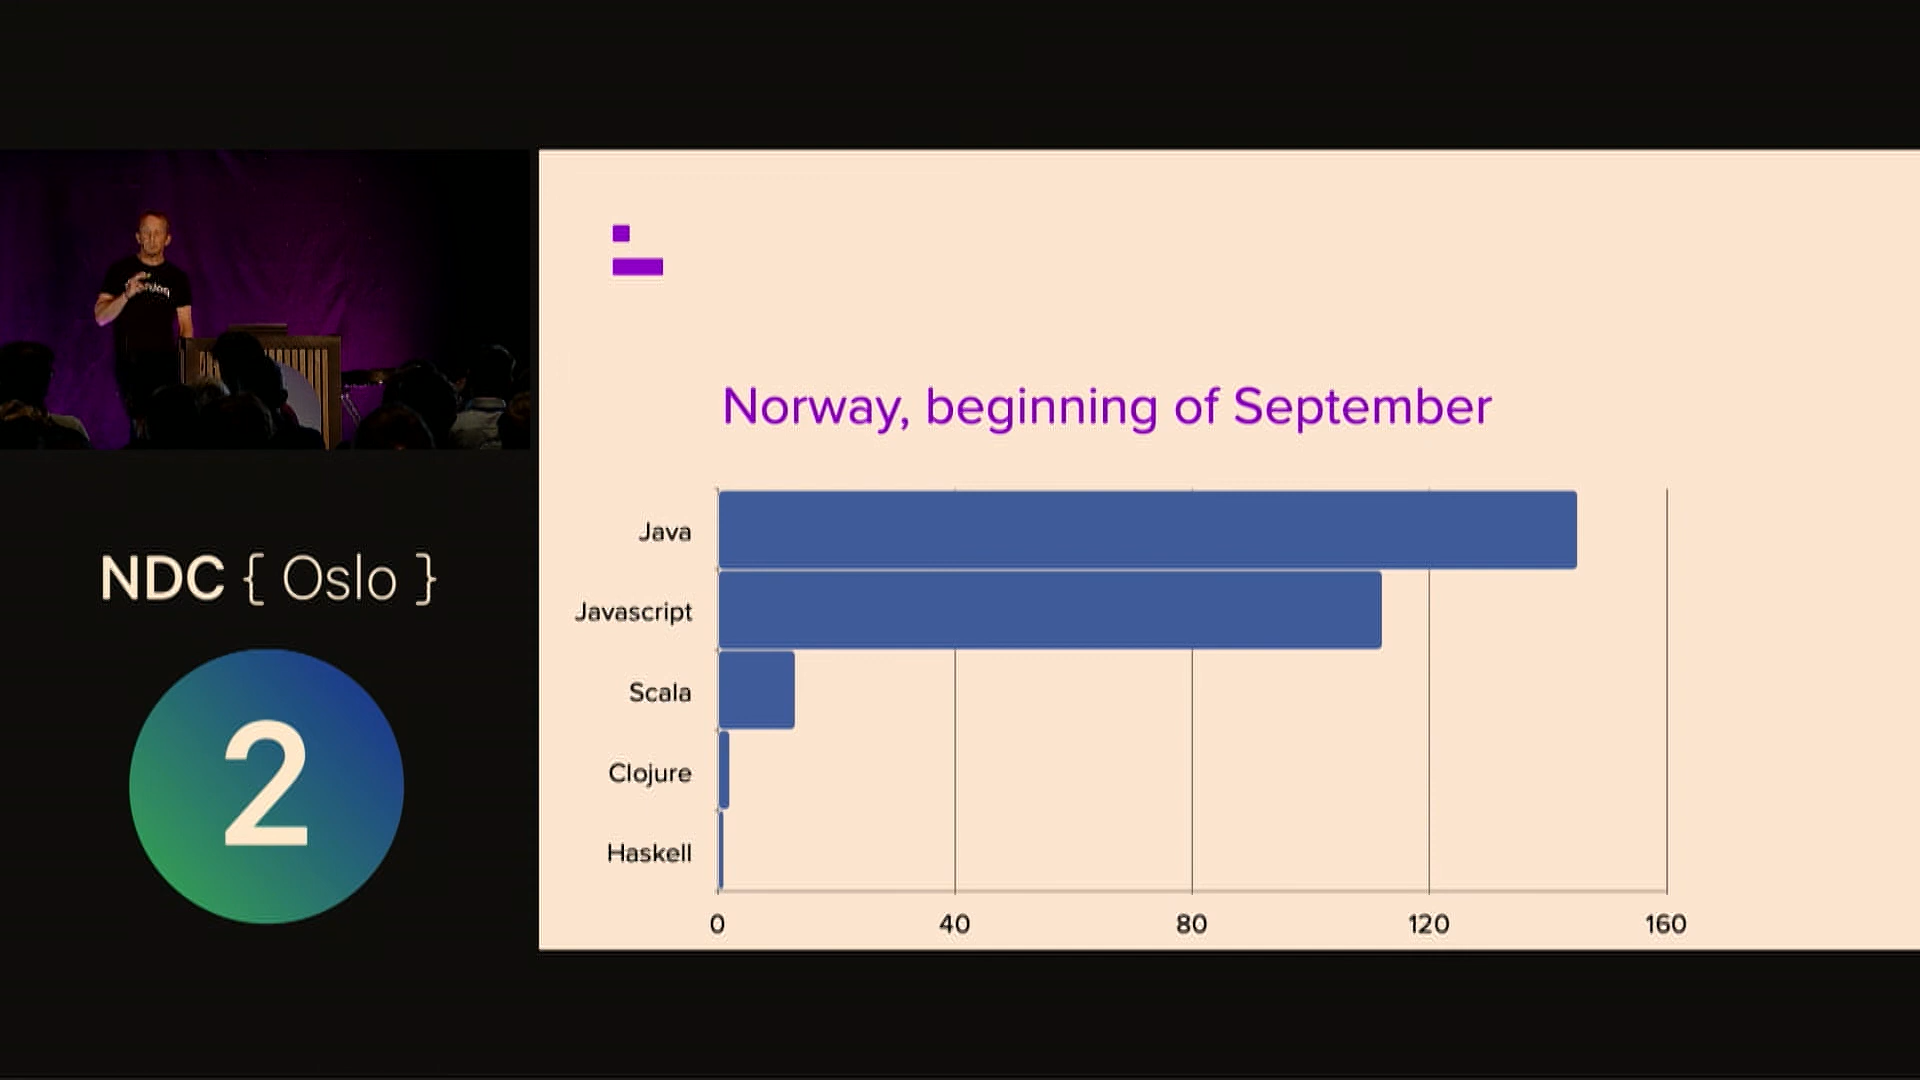 NDC { Oslo }
2
Norway, beginning of September
Java
Javascript
Scala
Clojure
Haskell
0 40 80 120 160